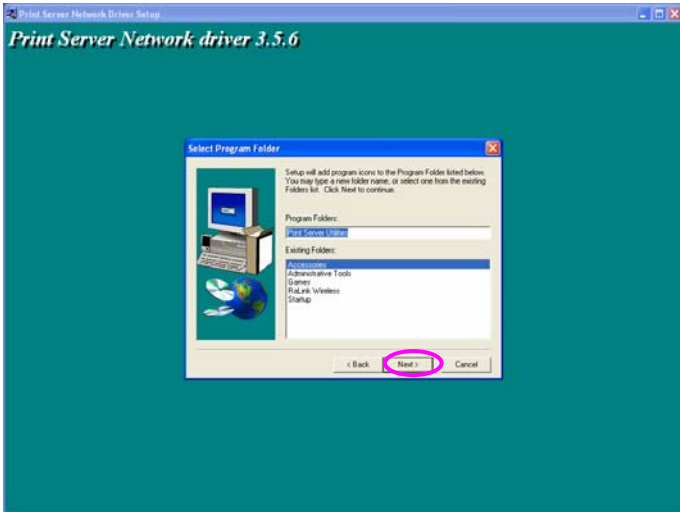 Print Server Network Driver Setup
Print Server Network driver 3.5.6
Select Program Folder
Setup will add program icons to the Program Folder listed below.
You may type a new folder name, or select one from the existing
Folders list. Click Next to continue.
Program Folders:
Print Server Utilities
Existing Folders:
Accessories
Administrative Tools
Games
RaLink Wireless
Startup
< Back
Next >
Cancel